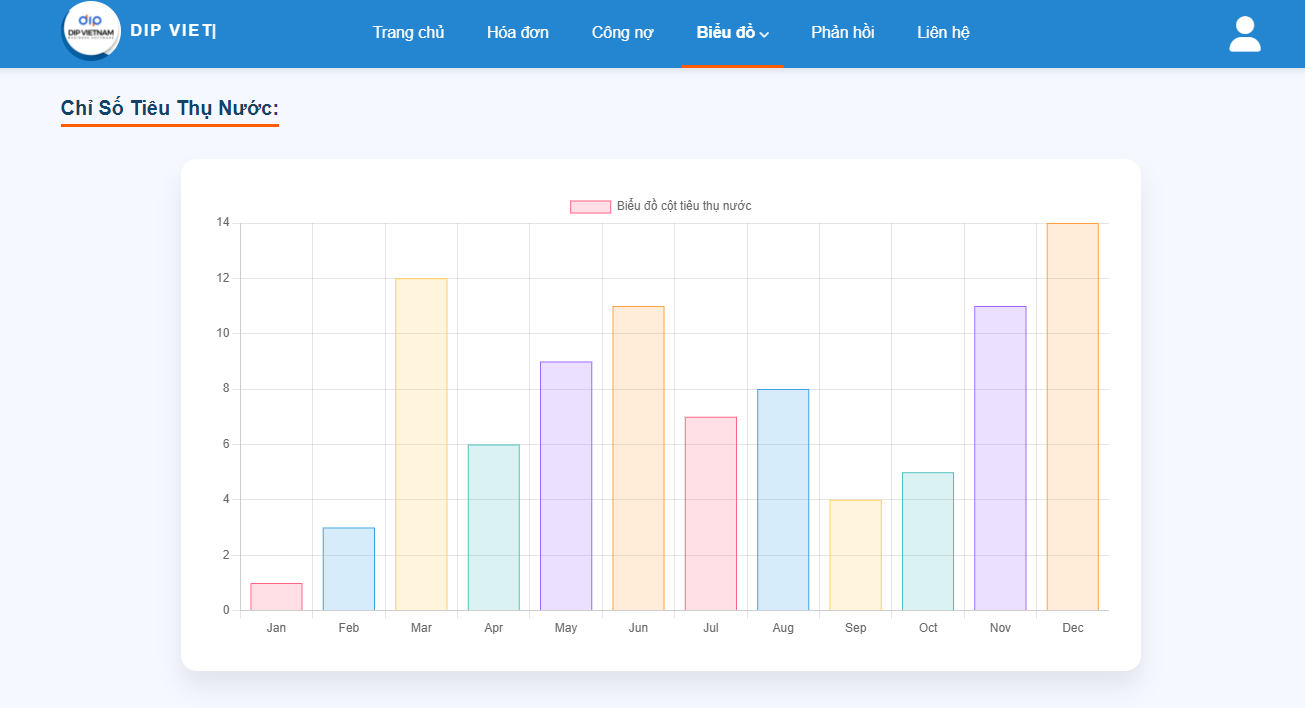 dıp
DIP VIETNAM
DIP VIET|
Trang chủ
Hóa đơn
Công nợ
Biểu đồ
Phản hồi
Liên hệ
Chỉ Số Tiêu Thụ Nước:
Biểu đồ cột tiêu thụ nước
14
12
10
8
6
4
2
0
Jan Feb Mar Apr May Jun Jul Aug Sep Oct Nov Dec